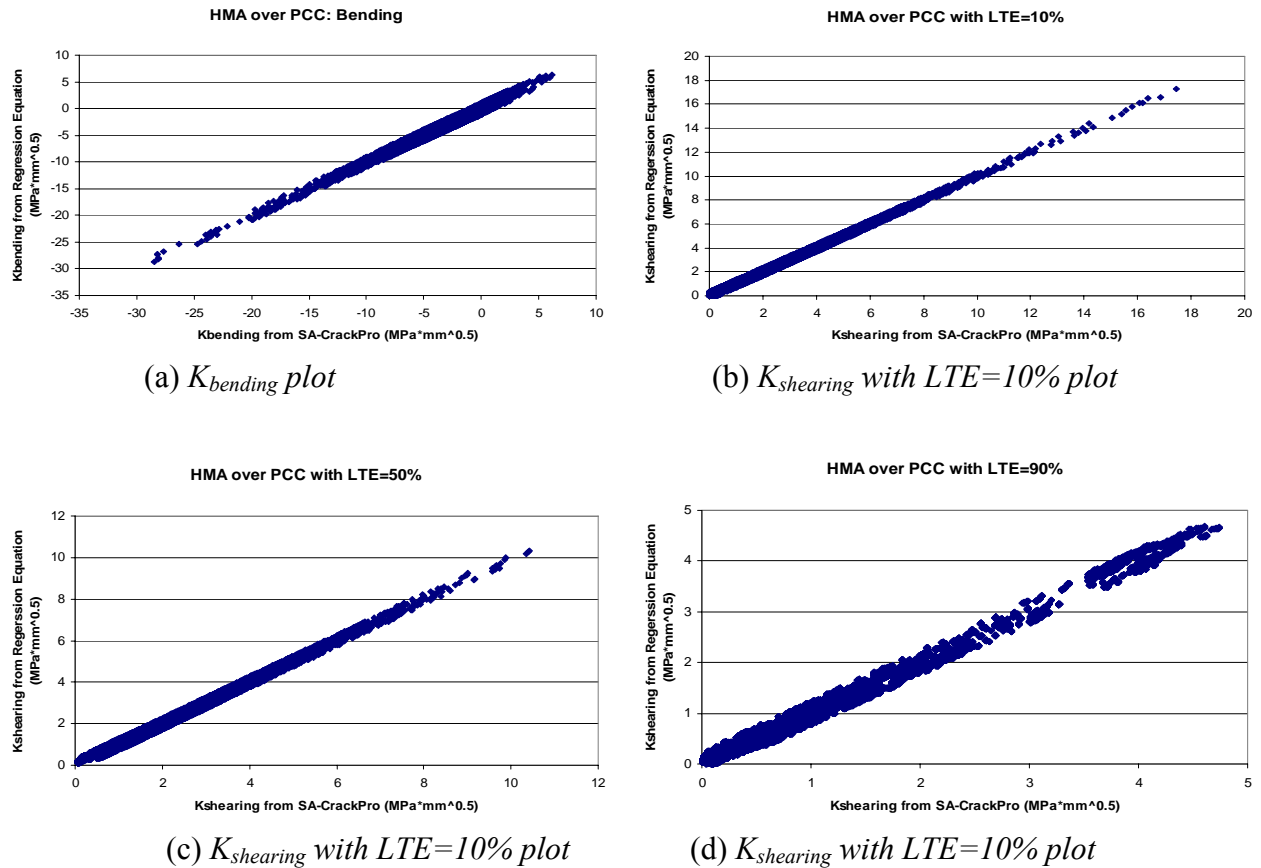 HMA over PCC: Bending
Kbending from Regression Equation
(MPa*mm^0.5)
10
5
0
-5
-10
-15
-20
-25
-30
-35
-35 -30 -25 -20 -15 -10 -5 0 5 10
Kbending from SA-CrackPro (MPa*mm^0.5)
(a) Kbending plot
HMA over PCC with LTE=10%
Kshearing from Regerssion Equation
(MPa*mm^0.5)
20
18
16
14
12
10
8
6
4
2
0
0 2 4 6 8 10 12 14 16 18 20
Kshearing from SA-CrackPro (MPa*mm^0.5)
(b) Kshearing with LTE=10% plot
HMA over PCC with LTE=50%
Kshearing from Regerssion Equation
(MPa*mm^0.5)
12
10
8
6
4
2
0
0 2 4 6 8 10 12
Kshearing from SA-CrackPro (MPa*mm^0.5)
(c) Kshearing with LTE=10% plot
HMA over PCC with LTE=90%
Kshearing from Regerssion Equation
(MPa*mm^0.5)
5
4
3
2
1
0
0 1 2 3 4 5
Kshearing from SA-CrackPro (MPa*mm^0.5)
(d) Kshearing with LTE=10% plot